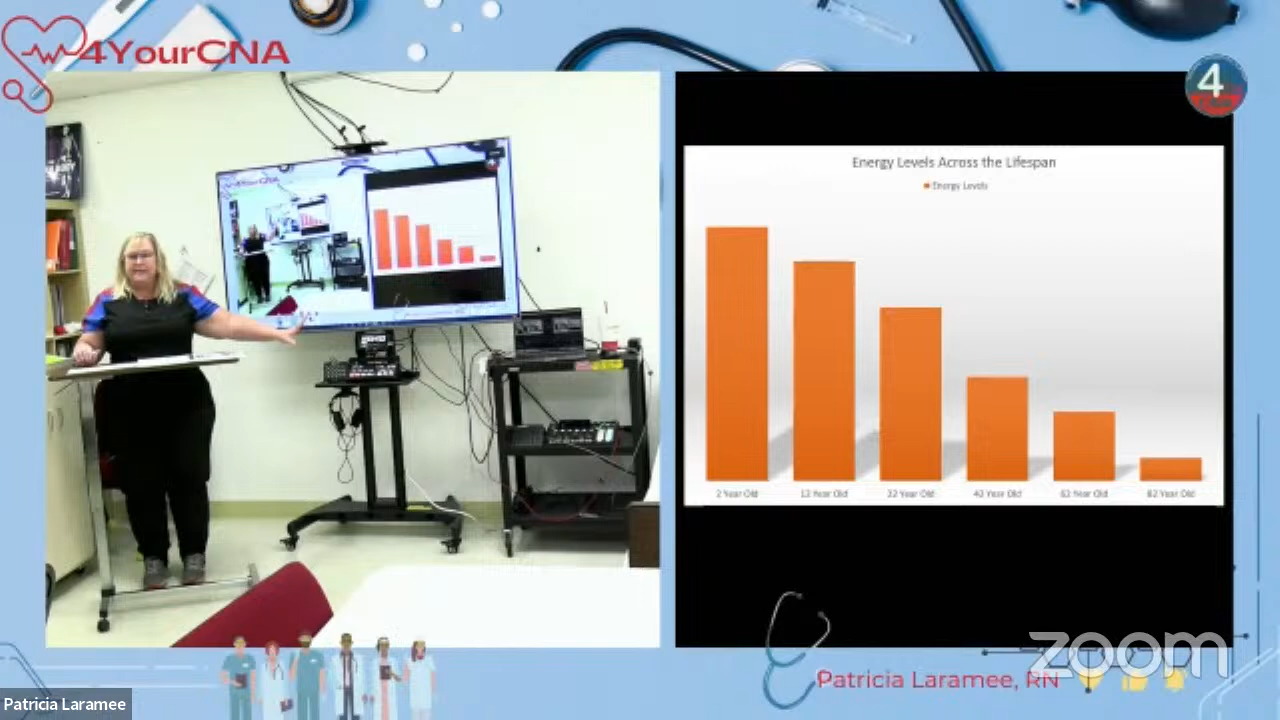 4YourCNA
4
Energy Levels Across the Lifespan
Energy Levels
2 Year Old
12 Year Old
22 Year Old
42 Year Old
62 Year Old
82 Year Old
zoom
Patricia Laramee, RN
Patricia Laramee